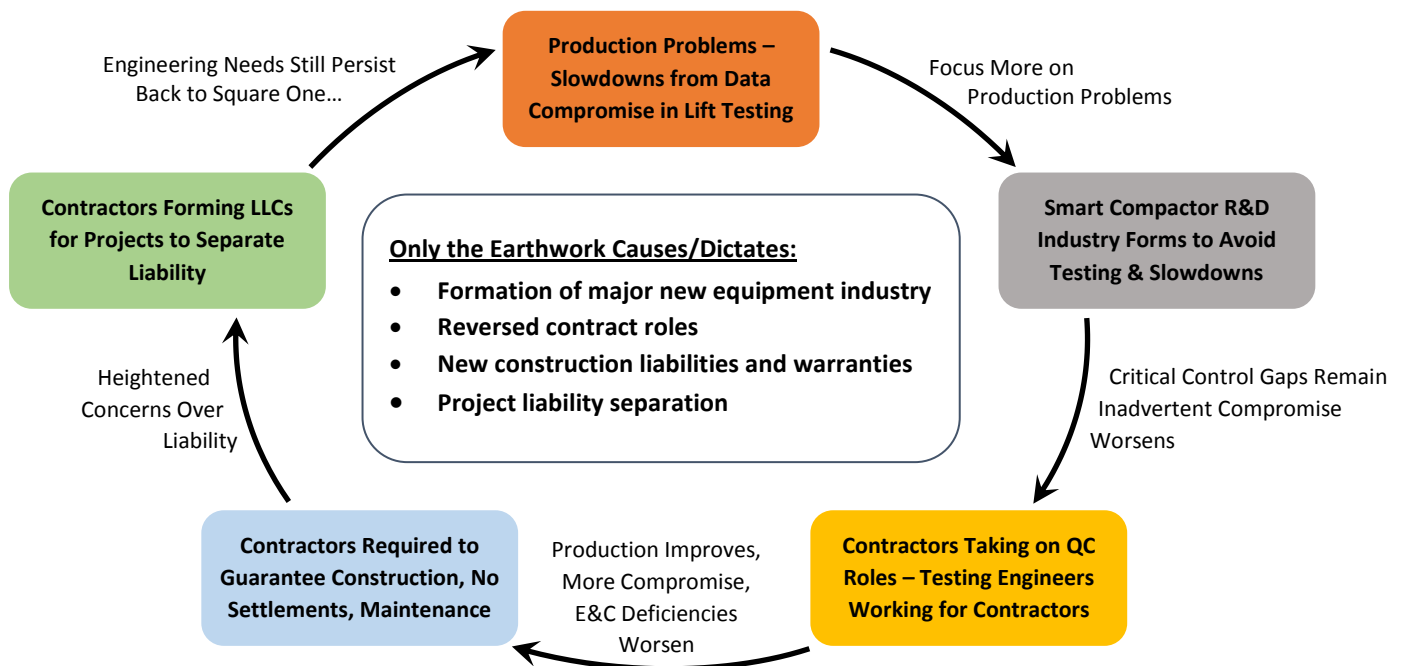 Production Problems –
Slowdowns from Data
Compromise in Lift Testing
Focus More on
Production Problems
Smart Compactor R&D
Industry Forms to Avoid
Testing & Slowdowns
Critical Control Gaps Remain
Inadvertent Compromise
Worsens
Contractors Taking on QC
Roles – Testing Engineers
Working for Contractors
Production Improves,
More Compromise,
E&C Deficiencies
Worsen
Contractors Required to
Guarantee Construction, No
Settlements, Maintenance
Heightened
Concerns Over
Liability
Contractors Forming LLCs
for Projects to Separate
Liability
Engineering Needs Still Persist
Back to Square One…
Only the Earthwork Causes/Dictates:
• Formation of major new equipment industry
• Reversed contract roles
• New construction liabilities and warranties
• Project liability separation